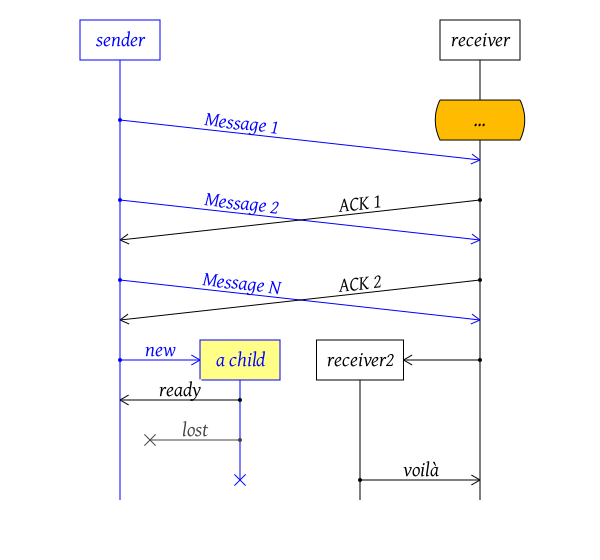 sender
receiver
...
Message 1
Message 2
ACK 1
Message N
ACK 2
new
a child
receiver2
ready
lost
voilà